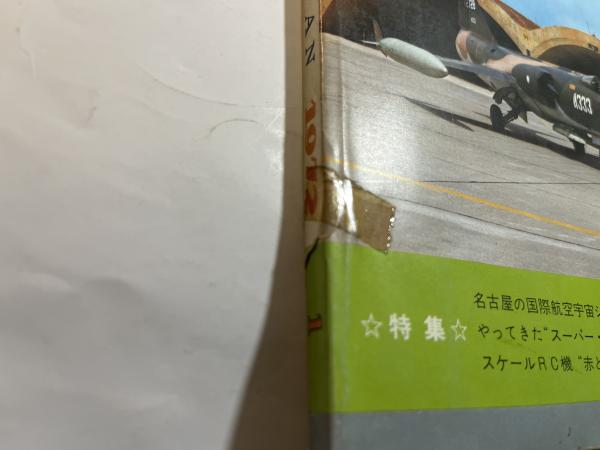 AN
1972
1
4333
☆特集☆
名古屋の国際航空宇宙シ
やってきた“スーパー・
スケールRC機 “赤と